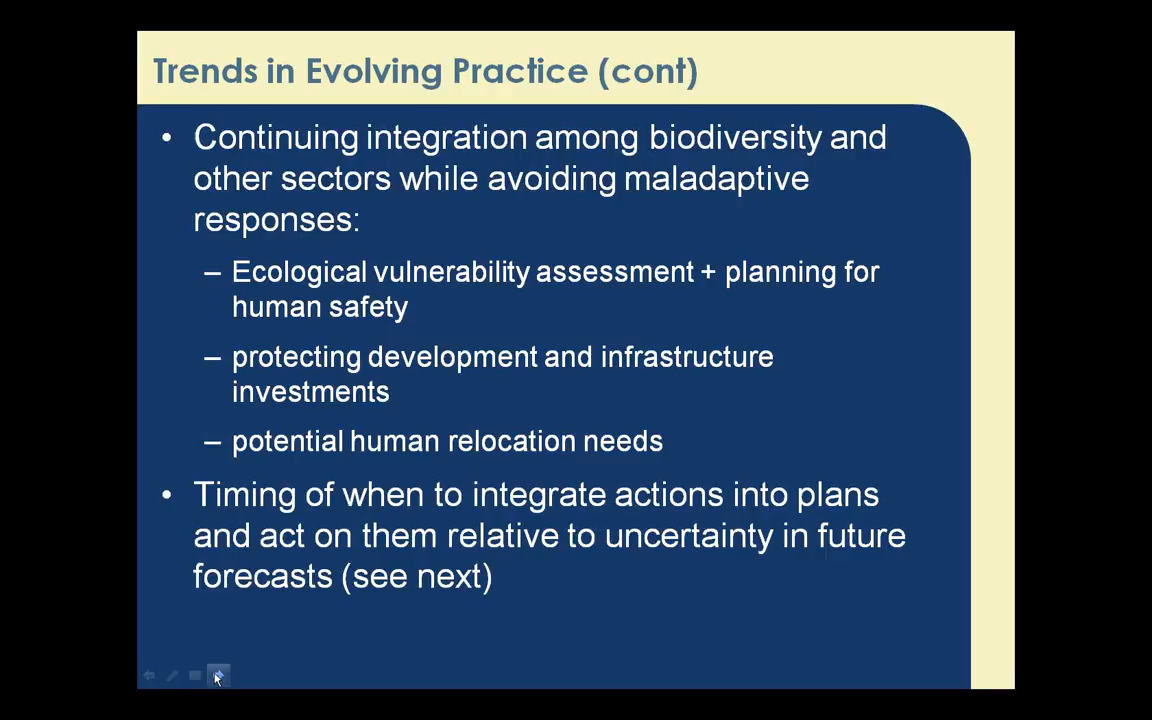 Trends in Evolving Practice (cont)
• Continuing integration among biodiversity and
other sectors while avoiding maladaptive
responses:
– Ecological vulnerability assessment + planning for
human safety
– protecting development and infrastructure
investments
– potential human relocation needs
• Timing of when to integrate actions into plans
and act on them relative to uncertainty in future
forecasts (see next)